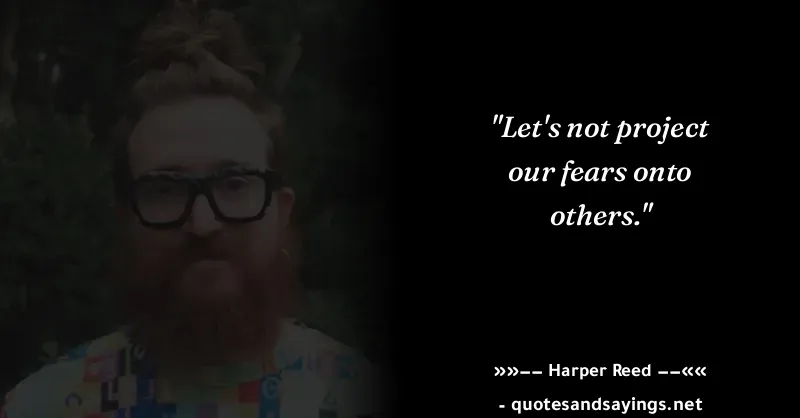 "Let's not project
our fears onto
others."
»»—— Harper Reed ——««
- quotesandsayings.net